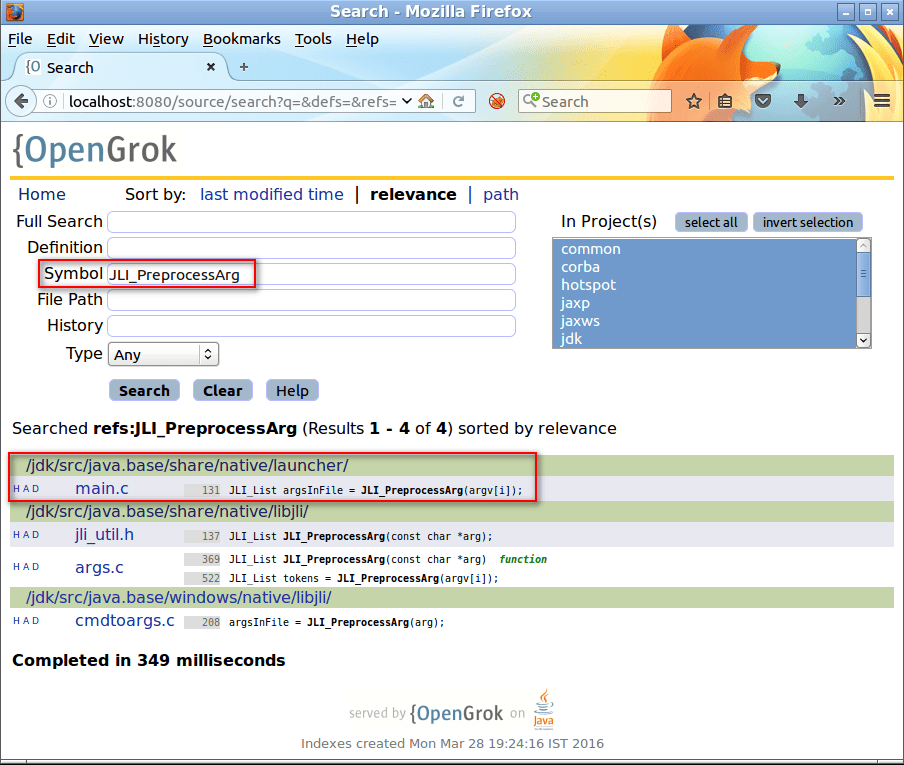 Search - Mozilla Firefox
File Edit View History Bookmarks Tools Help
{O Search × +
localhost:8080/source/search?q=&defs=&refs= Search
{OpenGrok
Home Sort by: last modified time | relevance | path
Full Search In Project(s) select all invert selection
Definition common
Symbol JLI_PreprocessArg corba
File Path hotspot
History jaxp
Type Any jaxws
jdk
Search Clear Help
Searched refs:JLI_PreprocessArg (Results 1 - 4 of 4) sorted by relevance
/jdk/src/java.base/share/native/launcher/
H A D main.c 131 JLI_List argsInFile = JLI_PreprocessArg(argv[i]);
/jdk/src/java.base/share/native/libjli/
H A D jli_util.h 137 JLI_List JLI_PreprocessArg(const char *arg);
H A D args.c 369 JLI_List JLI_PreprocessArg(const char *arg) function
522 JLI_List tokens = JLI_PreprocessArg(argv[i]);
/jdk/src/java.base/windows/native/libjli/
H A D cmdtoargs.c 208 argsInFile = JLI_PreprocessArg(arg);
Completed in 349 milliseconds
served by {OpenGrok on Java
Indexes created Mon Mar 28 19:24:16 IST 2016